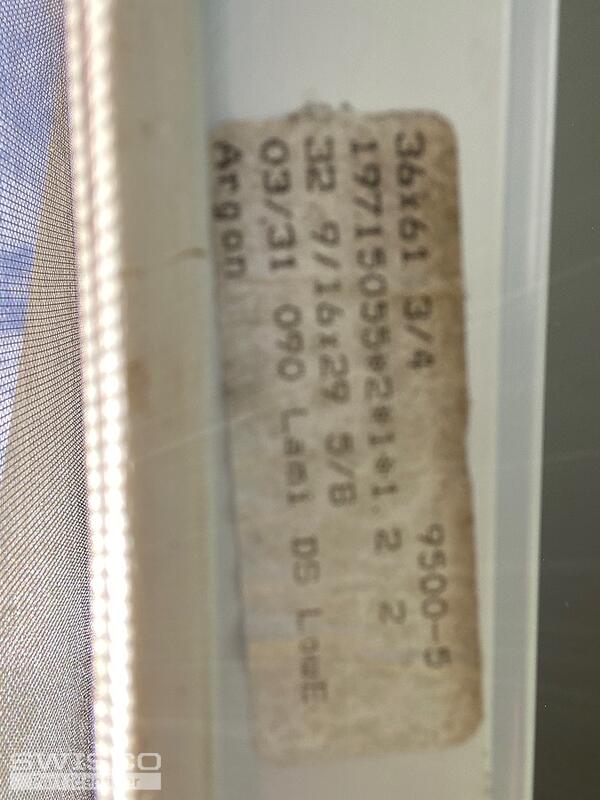 36x61 3/4 9500-5
19715055*2*1*1. 2 2
32 9/16x29 5/8
03/31 090 Lami DS LowE
Argon
SWISCO